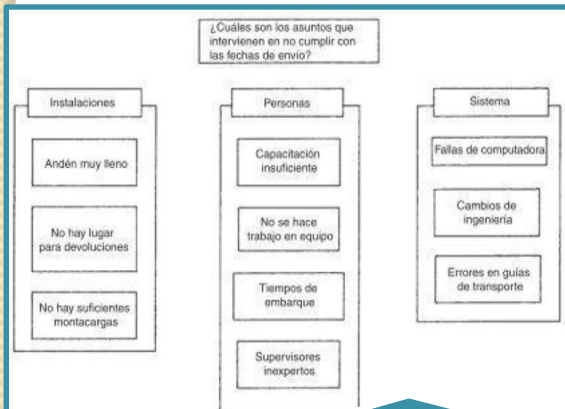 ¿Cuáles son los asuntos que
intervienen en no cumplir con
las fechas de envío?
Instalaciones
Andén muy lleno
No hay lugar
para devoluciones
No hay suficientes
montacargas
Personas
Capacitación
insuficiente
No se hace
trabajo en equipo
Tiempos de
embarque
Supervisores
inexpertos
Sistema
Fallas de computadora
Cambios de
ingeniería
Errores en guías
de transporte